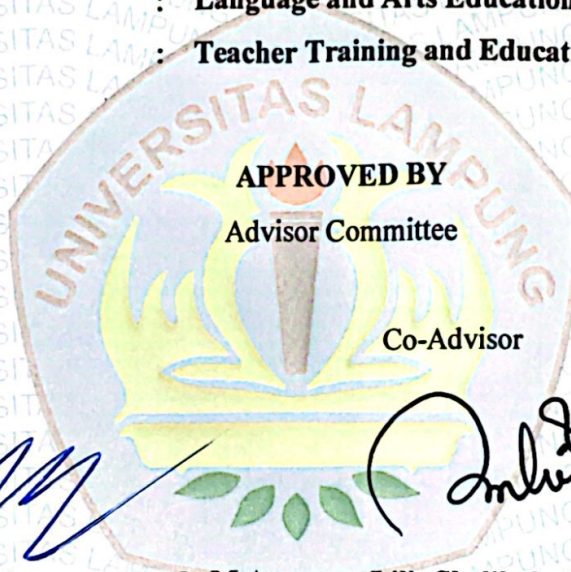 : Language and Arts Education
: Teacher Training and Educat
UNIVERSITAS LAMPUNG
APPROVED BY
Advisor Committee
Co-Advisor